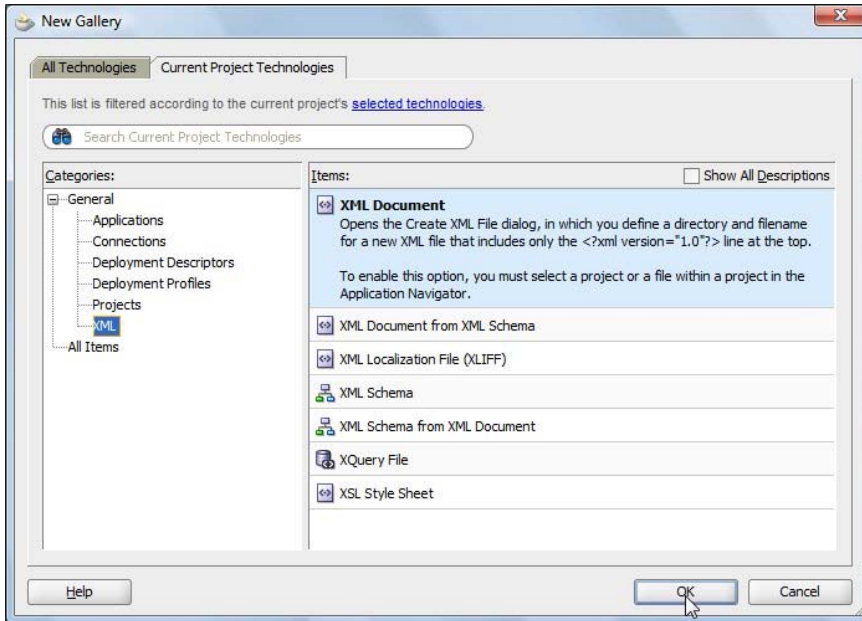 New Gallery
All Technologies Current Project Technologies
This list is filtered according to the current project's selected technologies.
Search Current Project Technologies
Categories:
General
Applications
Connections
Deployment Descriptors
Deployment Profiles
Projects
XML
All Items
Items: Show All Descriptions
XML Document
Opens the Create XML File dialog, in which you define a directory and filename
for a new XML file that includes only the <?xml version="1.0"?> line at the top.
To enable this option, you must select a project or a file within a project in the
Application Navigator.
XML Document from XML Schema
XML Localization File (XLIFF)
XML Schema
XML Schema from XML Document
XQuery File
XSL Style Sheet
Help OK Cancel